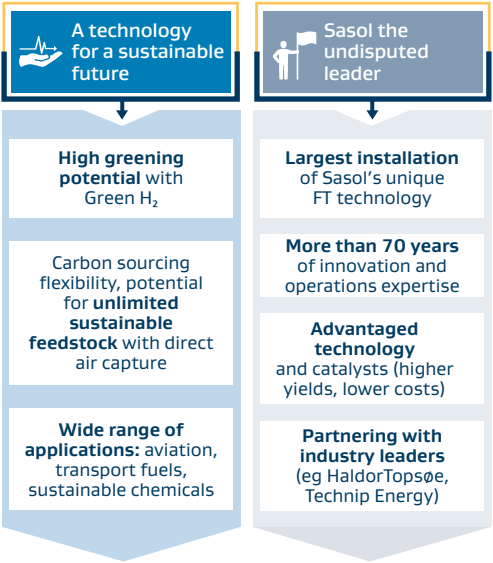 A technology
for a sustainable
future
High greening
potential with
Green H₂
Carbon sourcing
flexibility, potential
for unlimited
sustainable
feedstock with direct
air capture
Wide range of
applications: aviation,
transport fuels,
sustainable chemicals
Sasol the
undisputed
leader
Largest installation
of Sasol's unique
FT technology
More than 70 years
of innovation and
operations expertise
Advantaged
technology
and catalysts (higher
yields, lower costs)
Partnering with
industry leaders
(eg HaldorTopsøe,
Technip Energy)